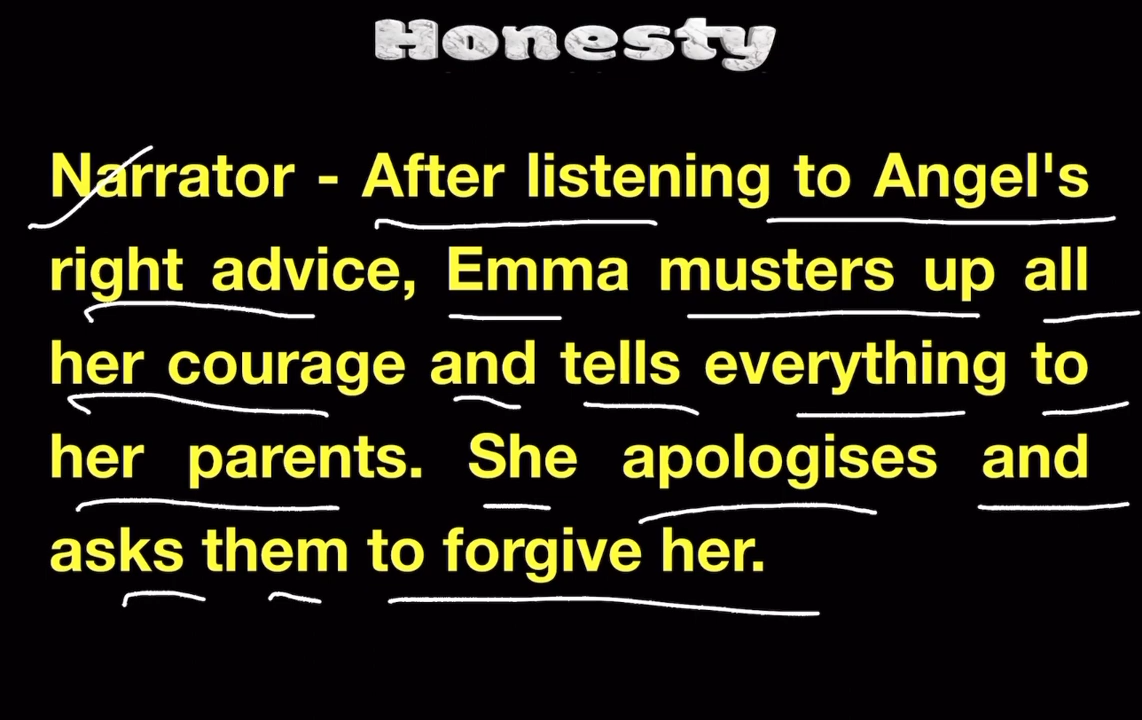 Honesty
Narrator - After listening to Angel's
right advice, Emma musters up all
her courage and tells everything to
her parents. She apologises and
asks them to forgive her.